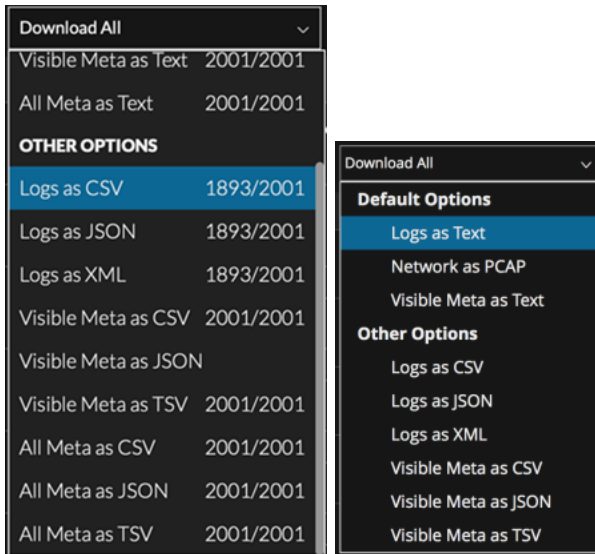 Download All
Visible Meta as Text 2001/2001
All Meta as Text 2001/2001
OTHER OPTIONS
Logs as CSV 1893/2001
Logs as JSON 1893/2001
Logs as XML 1893/2001
Visible Meta as CSV 2001/2001
Visible Meta as JSON
Visible Meta as TSV 2001/2001
All Meta as CSV 2001/2001
All Meta as JSON 2001/2001
All Meta as TSV 2001/2001
Download All
Default Options
Logs as Text
Network as PCAP
Visible Meta as Text
Other Options
Logs as CSV
Logs as JSON
Logs as XML
Visible Meta as CSV
Visible Meta as JSON
Visible Meta as TSV